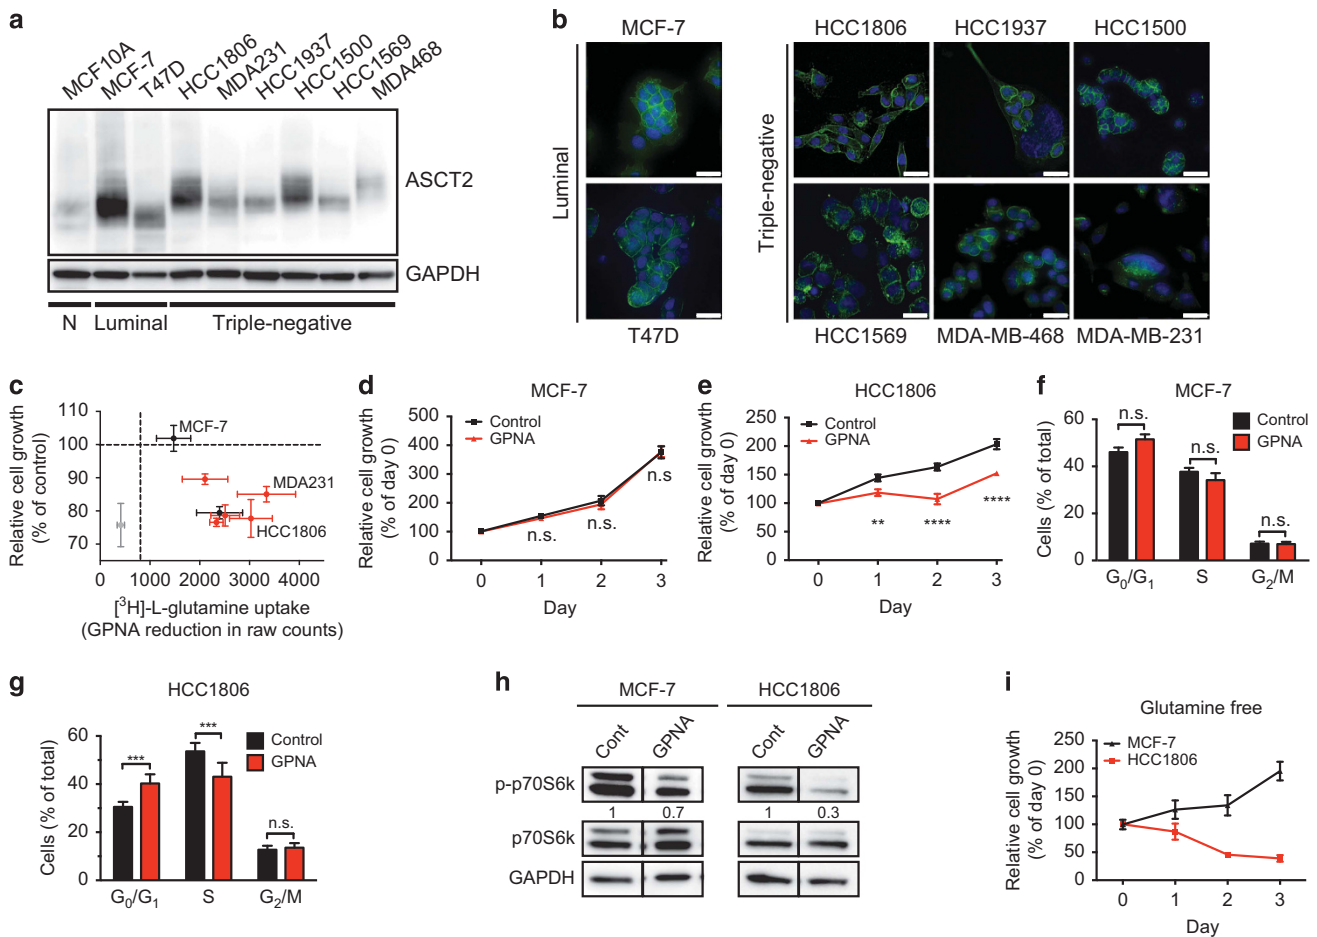 a
MCF10A
MCF-7
T47D
HCC1806
MDA231
HCC1937
HCC1500
HCC1569
MDA468
ASCT2
GAPDH
N Luminal Triple-negative
b
MCF-7 HCC1806 HCC1937 HCC1500
Luminal
Triple-negative
T47D HCC1569 MDA-MB-468 MDA-MB-231
c
Relative cell growth
(% of control)
110
100
90
80
70
MCF-7
MDA231
HCC1806
0 1000 2000 3000 4000
[³H]-L-glutamine uptake
(GPNA reduction in raw counts)
d
MCF-7
Relative cell growth
(% of day 0)
500
400
300
200
100
0
Control
GPNA
n.s.
n.s.
n.s
0 1 2 3
Day
e
HCC1806
Relative cell growth
(% of day 0)
250
200
150
100
50
0
Control
GPNA
**
****
****
0 1 2 3
Day
f
MCF-7
Cells (% of total)
60
40
20
0
n.s.
n.s.
n.s.
Control
GPNA
G₀/G₁ S G₂/M
g
HCC1806
Cells (% of total)
60
40
20
0
***
***
n.s.
Control
GPNA
G₀/G₁ S G₂/M
h
MCF-7 HCC1806
Cont GPNA Cont GPNA
p-p70S6k
1 0.7 1 0.3
p70S6k
GAPDH
i
Glutamine free
Relative cell growth
(% of day 0)
250
200
150
100
50
0
MCF-7
HCC1806
0 1 2 3
Day